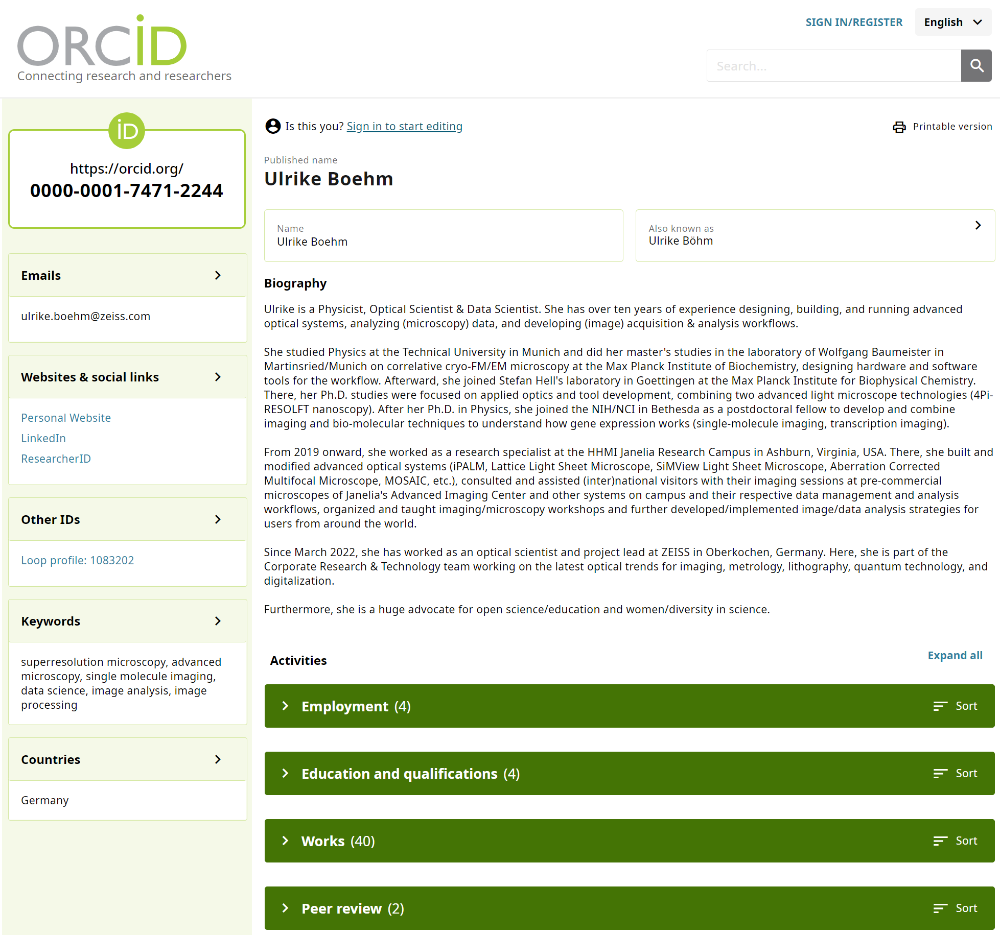 ORCiD
Connecting research and researchers
SIGN IN/REGISTER
English
Search...
iD
https://orcid.org/
0000-0001-7471-2244
Emails
ulrike.boehm@zeiss.com
Websites & social links
Personal Website
LinkedIn
ResearcherID
Other IDs
Loop profile: 1083202
Keywords
superresolution microscopy, advanced
microscopy, single molecule imaging,
data science, image analysis, image
processing
Countries
Germany
Is this you? Sign in to start editing
Printable version
Published name
Ulrike Boehm
Name
Ulrike Boehm
Also known as
Ulrike Böhm
Biography
Ulrike is a Physicist, Optical Scientist & Data Scientist. She has over ten years of experience designing, building, and running advanced
optical systems, analyzing (microscopy) data, and developing (image) acquisition & analysis workflows.
She studied Physics at the Technical University in Munich and did her master's studies in the laboratory of Wolfgang Baumeister in
Martinsried/Munich on correlative cryo-FM/EM microscopy at the Max Planck Institute of Biochemistry, designing hardware and software
tools for the workflow. Afterward, she joined Stefan Hell's laboratory in Goettingen at the Max Planck Institute for Biophysical Chemistry.
There, her Ph.D. studies were focused on applied optics and tool development, combining two advanced light microscope technologies (4Pi-
RESOLFT nanoscopy). After her Ph.D. in Physics, she joined the NIH/NCI in Bethesda as a postdoctoral fellow to develop and combine
imaging and bio-molecular techniques to understand how gene expression works (single-molecule imaging, transcription imaging).
From 2019 onward, she worked as a research specialist at the HHMI Janelia Research Campus in Ashburn, Virginia, USA. There, she built and
modified advanced optical systems (iPALM, Lattice Light Sheet Microscope, SiMView Light Sheet Microscope, Aberration Corrected
Multifocal Microscope, MOSAIC, etc.), consulted and assisted (inter)national visitors with their imaging sessions at pre-commercial
microscopes of Janelia's Advanced Imaging Center and other systems on campus and their respective data management and analysis
workflows, organized and taught imaging/microscopy workshops and further developed/implemented image/data analysis strategies for
users from around the world.
Since March 2022, she has worked as an optical scientist and project lead at ZEISS in Oberkochen, Germany. Here, she is part of the
Corporate Research & Technology team working on the latest optical trends for imaging, metrology, lithography, quantum technology, and
digitalization.
Furthermore, she is a huge advocate for open science/education and women/diversity in science.
Activities
Expand all
Employment (4)
Sort
Education and qualifications (4)
Sort
Works (40)
Sort
Peer review (2)
Sort